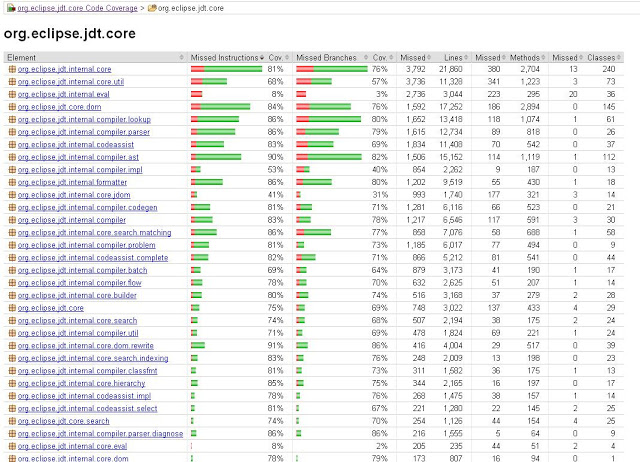 org.eclipse.jdt.core Code Coverage > org.eclipse.jdt.core
org.eclipse.jdt.core
Element Missed Instructions Cov. Missed Branches Cov. Missed Lines Missed Methods Missed Classes
org.eclipse.jdt.internal.core 81% 76% 3,792 21,860 380 2,704 13 240
org.eclipse.jdt.core.util 68% 57% 3,736 11,328 341 1,223 3 73
org.eclipse.jdt.internal.eval 8% 3% 2,736 3,044 223 295 20 36
org.eclipse.jdt.core.dom 84% 76% 1,592 17,252 186 2,894 0 145
org.eclipse.jdt.internal.compiler.lookup 86% 80% 1,652 13,418 118 1,074 1 61
org.eclipse.jdt.internal.compiler.parser 86% 79% 1,615 12,734 89 818 0 26
org.eclipse.jdt.internal.codeassist 83% 69% 1,834 11,408 70 542 0 37
org.eclipse.jdt.internal.compiler.ast 90% 82% 1,506 15,152 114 1,119 1 112
org.eclipse.jdt.internal.compiler.impl 53% 40% 854 2,262 9 187 0 13
org.eclipse.jdt.internal.formatter 86% 80% 1,202 9,519 55 430 1 18
org.eclipse.jdt.internal.core.jdom 41% 31% 993 1,740 177 321 3 14
org.eclipse.jdt.internal.compiler.codegen 81% 71% 1,281 6,116 66 523 0 21
org.eclipse.jdt.internal.compiler 83% 78% 1,217 6,546 117 591 3 30
org.eclipse.jdt.internal.core.search.matching 86% 77% 858 7,076 58 688 1 58
org.eclipse.jdt.internal.compiler.problem 81% 73% 1,185 6,017 77 494 0 9
org.eclipse.jdt.internal.codeassist.complete 82% 71% 866 5,212 81 541 0 44
org.eclipse.jdt.internal.compiler.batch 69% 64% 879 3,173 41 190 1 17
org.eclipse.jdt.internal.compiler.flow 78% 70% 632 2,625 51 207 1 14
org.eclipse.jdt.internal.core.builder 80% 74% 516 3,168 37 279 2 28
org.eclipse.jdt.core 75% 69% 748 3,022 137 433 4 29
org.eclipse.jdt.internal.core.search 74% 68% 507 2,194 38 175 2 24
org.eclipse.jdt.internal.compiler.util 71% 69% 478 1,824 69 221 1 24
org.eclipse.jdt.internal.core.dom.rewrite 91% 86% 416 4,004 29 517 0 39
org.eclipse.jdt.internal.core.search.indexing 83% 76% 248 2,009 13 198 0 23
org.eclipse.jdt.internal.compiler.classfmt 81% 73% 311 1,582 36 175 1 13
org.eclipse.jdt.internal.core.hierarchy 85% 75% 344 2,165 16 197 0 17
org.eclipse.jdt.internal.codeassist.impl 78% 76% 268 1,475 38 157 1 14
org.eclipse.jdt.internal.codeassist.select 81% 67% 221 1,280 22 145 2 25
org.eclipse.jdt.core.search 74% 70% 254 1,126 44 154 4 25
org.eclipse.jdt.internal.compiler.parser.diagnose 86% 86% 216 1,555 5 64 0 9
org.eclipse.jdt.internal.core.eval 8% 2% 205 235 44 51 2 4
org.eclipse.jdt.internal.core.dom 78% 79% 173 807 16 94 0 1